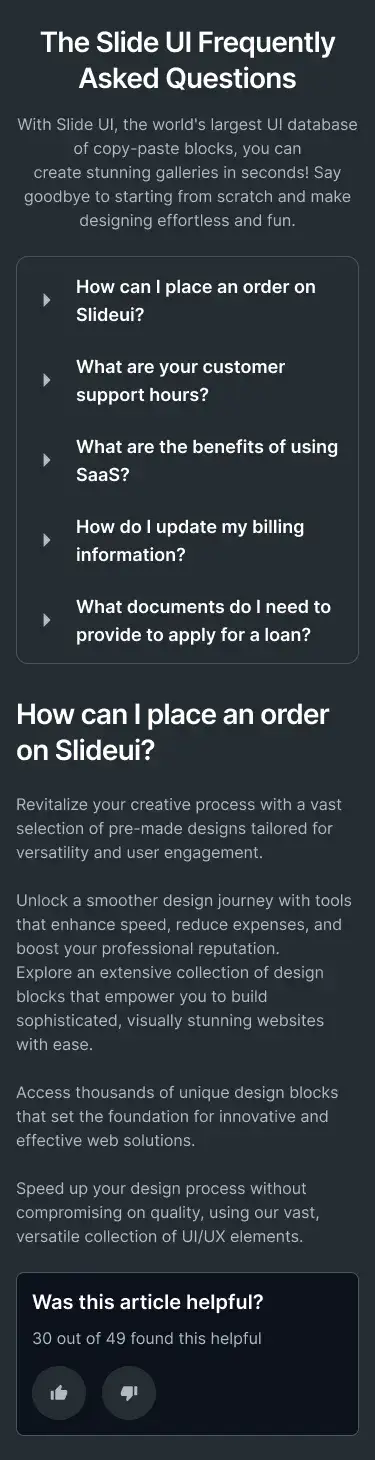 The Slide UI Frequently
Asked Questions
With Slide UI, the world's largest UI database
of copy-paste blocks, you can
create stunning galleries in seconds! Say
goodbye to starting from scratch and make
designing effortless and fun.
How can I place an order on
Slideui?
What are your customer
support hours?
What are the benefits of using
SaaS?
How do I update my billing
information?
What documents do I need to
provide to apply for a loan?
How can I place an order
on Slideui?
Revitalize your creative process with a vast
selection of pre-made designs tailored for
versatility and user engagement.
Unlock a smoother design journey with tools
that enhance speed, reduce expenses, and
boost your professional reputation.
Explore an extensive collection of design
blocks that empower you to build
sophisticated, visually stunning websites
with ease.
Access thousands of unique design blocks
that set the foundation for innovative and
effective web solutions.
Speed up your design process without
compromising on quality, using our vast,
versatile collection of UI/UX elements.
Was this article helpful?
30 out of 49 found this helpful